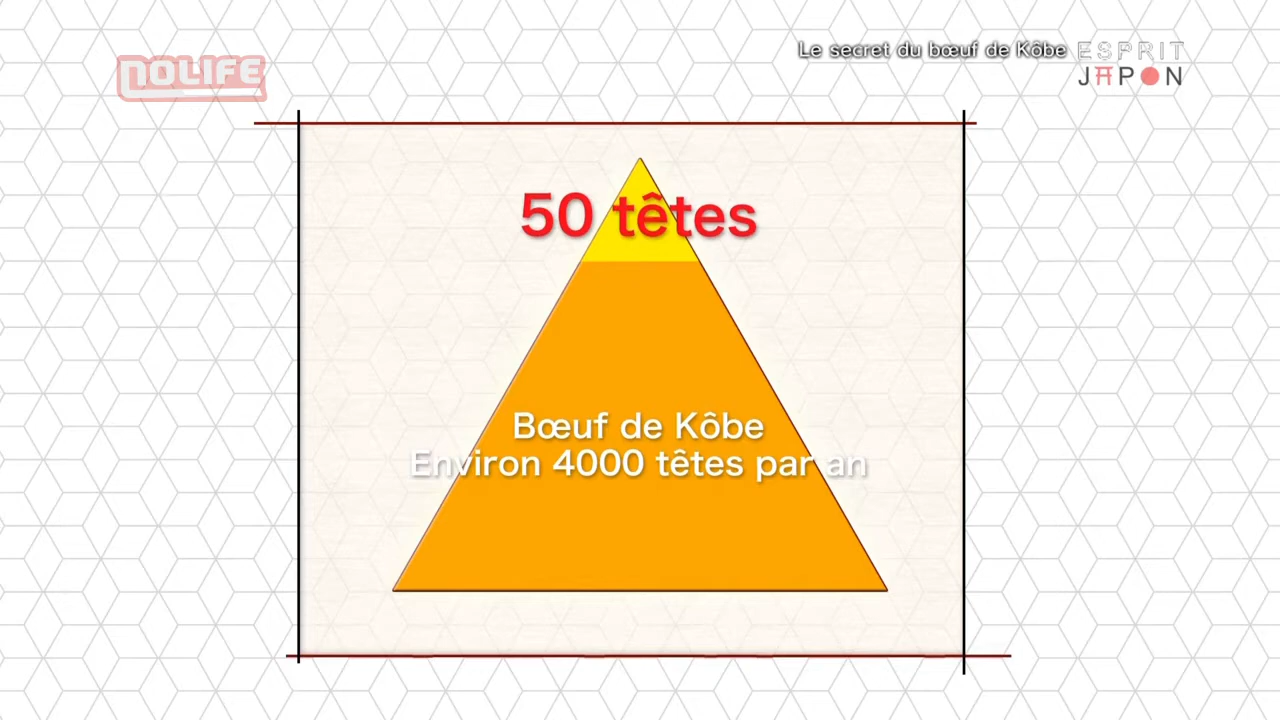 NOLIFE
Le secret du bœuf de Kôbe
ESPRIT
JAPON
50 têtes
Bœuf de Kôbe
Environ 4000 têtes par an